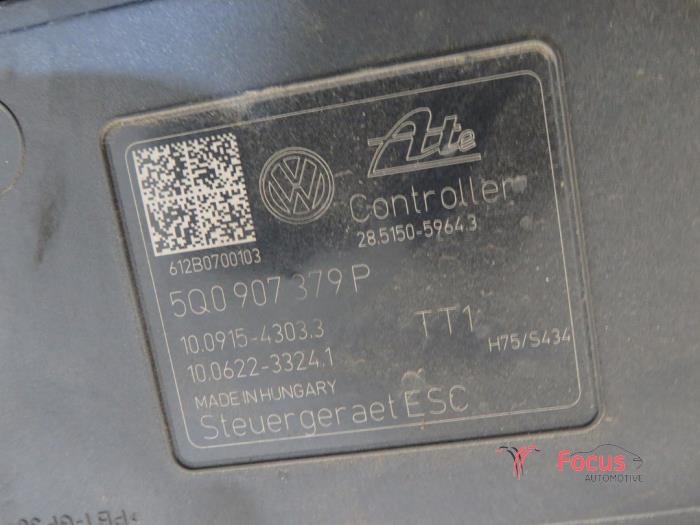 Ate
Controller
28.5150-5964.3
612B0700103
5Q0 907 379 P
10.0915-4303.3
TT1
H75/S434
10.0622-3324.1
MADE IN HUNGARY
Steuergeraet ESC
Focus
AUTOMOTIVE